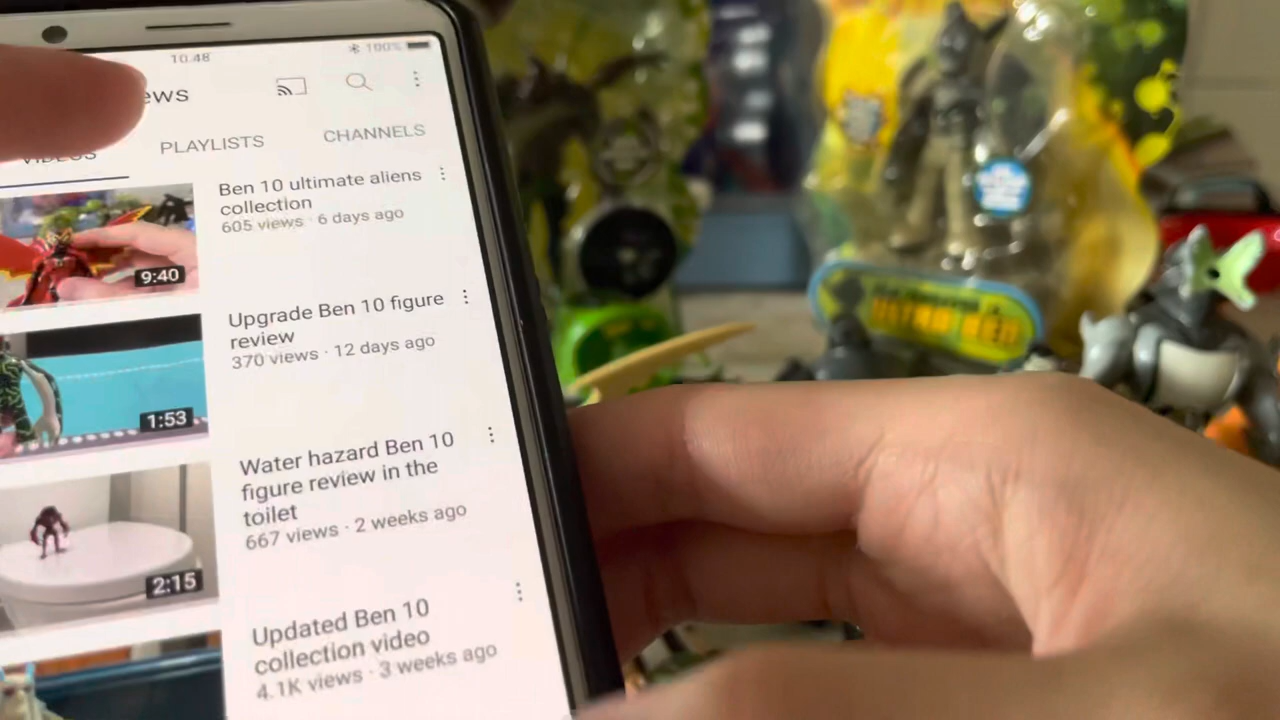 10.48
100%
ews
VIDEOS
PLAYLISTS
CHANNELS
Ben 10 ultimate aliens
collection
605 views · 6 days ago
9:40
Upgrade Ben 10 figure
review
370 views · 12 days ago
1:53
Water hazard Ben 10
figure review in the
toilet
667 views · 2 weeks ago
2:15
Updated Ben 10
collection video
4.1K views · 3 weeks ago